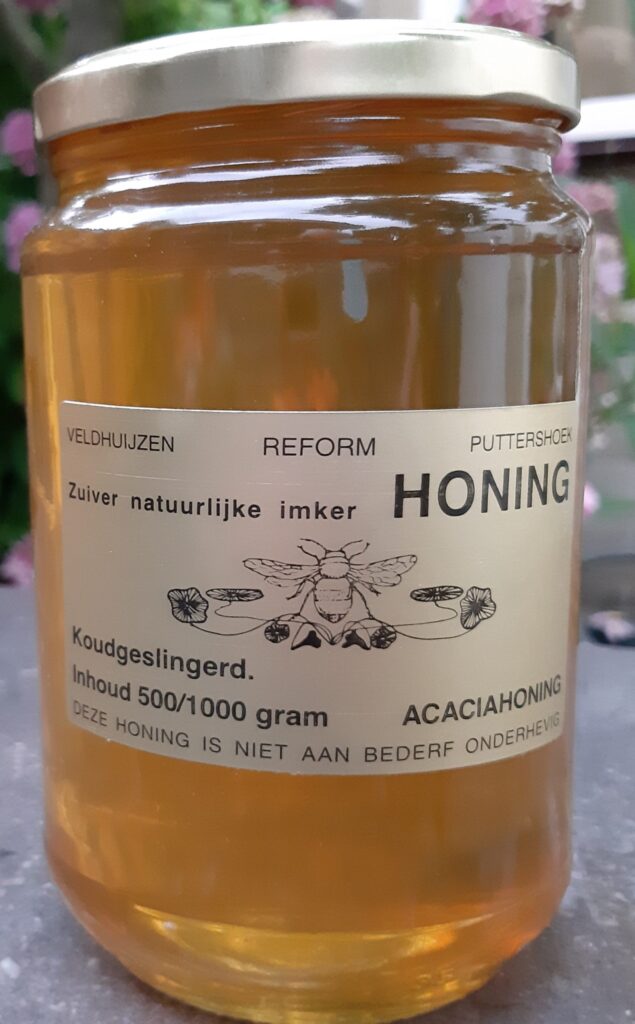 VELDHUIJZEN REFORM PUTTERSHOEK
Zuiver natuurlijke imker HONING
Koudgeslingerd.
Inhoud 500/1000 gram ACACIAHONING
DEZE HONING IS NIET AAN BEDERF ONDERHEVIG